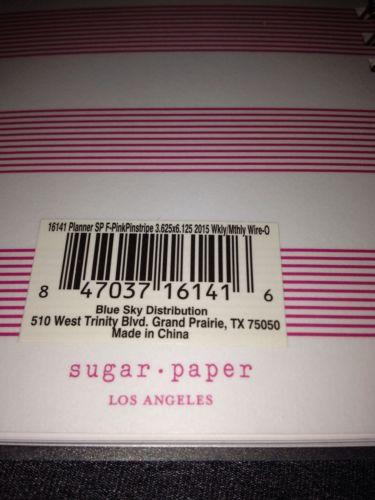 16141 Planner SP F-PinkPinstripe 3.625x6.125 2015 Wkly/Mthly Wire-O
8 47037 16141 6
Blue Sky Distribution
510 West Trinity Blvd. Grand Prairie, TX 75050
Made in China
sugar·paper
LOS ANGELES